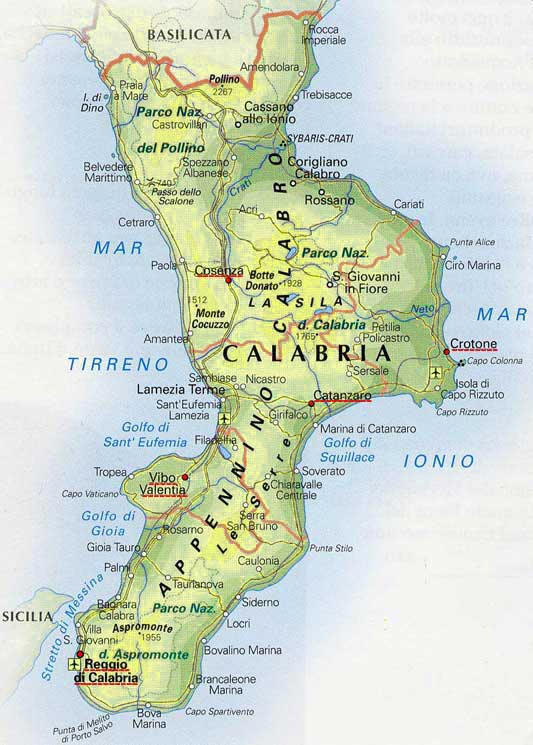 BASILICATA
Rocca
Imperiale
Amendolara
Pollino
2267
Praia
a Mare
I. di
Dino
Trebisacce
Cassano
allo Ionio
Parco Naz.
Castrovillari
del Pollino
SYBARIS-CRATI
Spezzano
Albanese
Corigliano
Calabro
Belvedere
Marittimo
740
Passo dello
Scalone
Crati
Rossano
Cariati
Acri
Cetraro
MAR
Parco Naz.
Punta Alice
Cirò Marina
Paola
Cosenza
Botte
Donato
1928
S. Giovanni
in Fiore
LA SILA
1512
Monte
Cocuzzo
Neto
MAR
d. Calabria
1765
Petilia
Policastro
Amantea
CALABRIA
Crotone
Capo Colonna
TIRRENO
Sersale
Sambiase
Nicastro
Isola di
Capo Rizzuto
Lamezia Terme
Catanzaro
Capo Rizzuto
Sant'Eufemia
Lamezia
Girifalco
Marina di Catanzaro
Golfo di
Sant' Eufemia
Filadelfia
Golfo di
Squillace
IONIO
Tropea
Vibo
Valentia
Soverato
Chiaravalle
Centrale
Capo Vaticano
APPENNINO CALABRO
Le Serre
Golfo di
Gioia
Serra
San Bruno
Rosarno
Gioia Tauro
Punta Stilo
Caulonia
Palmi
Taurianova
Stretto di Messina
SICILIA
Bagnara
Calabra
Parco Naz.
Siderno
Villa
S. Giovanni
Aspromonte
1955
Locri
d. Aspromonte
Bovalino Marina
Reggio
di Calabria
Brancaleone
Marina
Bova
Marina
Capo Spartivento
Punta di Melito
di Porto Salvo